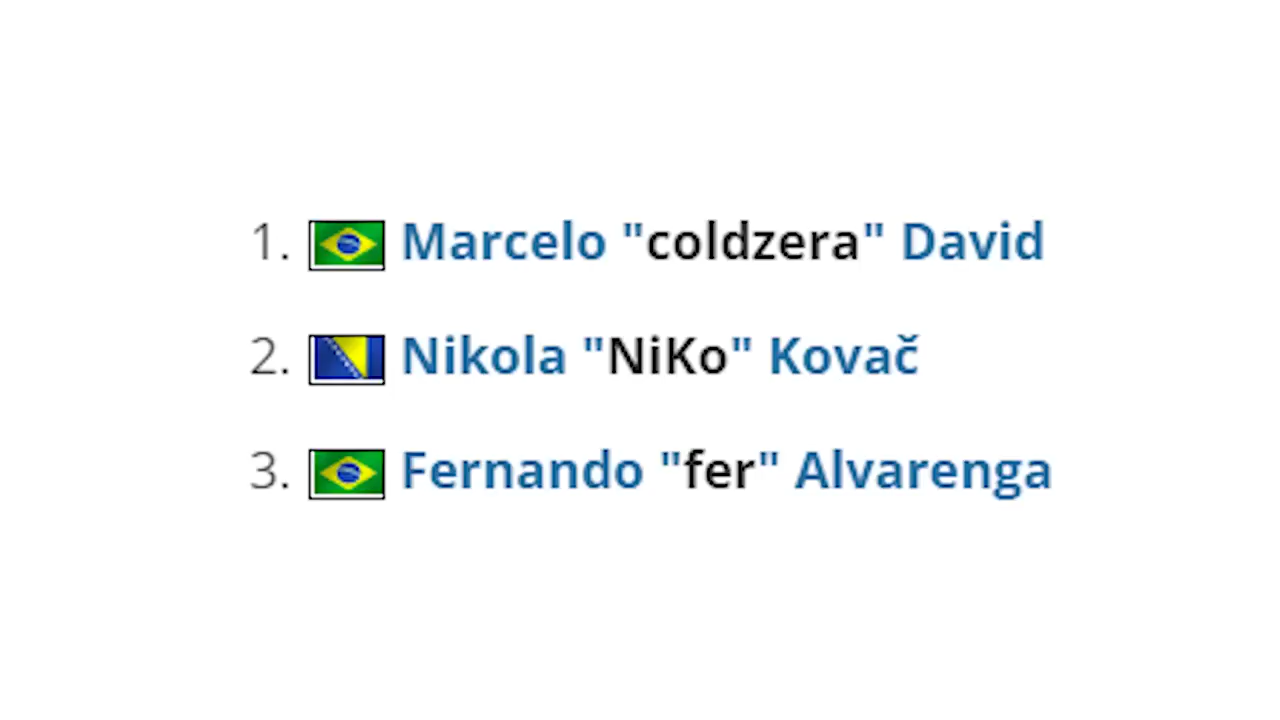 1. Marcelo "coldzera" David
2. Nikola "NiKo" Kovač
3. Fernando "fer" Alvarenga